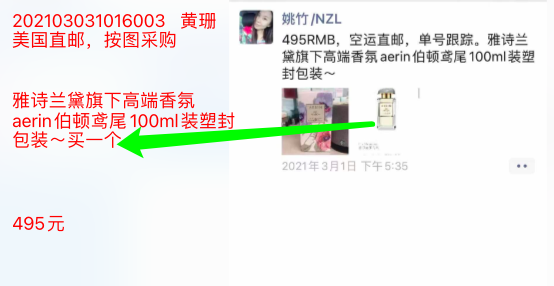 202103031016003 黄珊
美国直邮，按图采购
雅诗兰黛旗下高端香氛
aerin伯顿鸢尾100ml装塑封
包装～买一个
495元
姚竹/NZL
495RMB，空运直邮，单号跟踪。雅诗
兰黛旗下高端香氛aerin伯顿鸢尾100ml装塑
封包装～
2021年3月1日 下午5:35